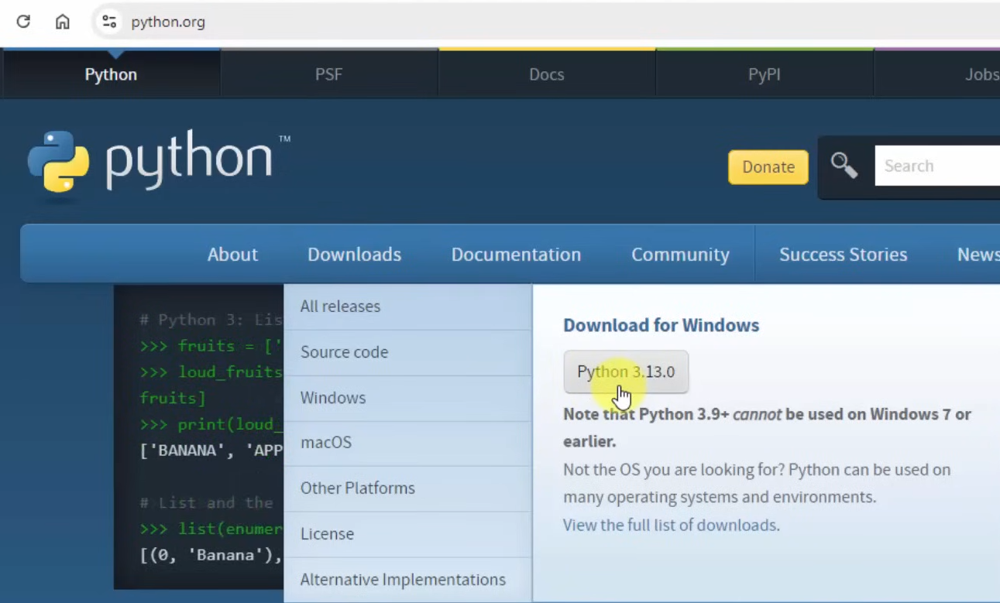 python.org
Python
PSF
Docs
PyPI
Jobs
python™
Donate
Search
About
Downloads
Documentation
Community
Success Stories
News
# Python 3: Lis
>>> fruits = ['
>>> loud_fruits
fruits]
>>> print(loud_
['BANANA', 'APP
# List and the
>>> list(enumer
[(0, 'Banana'),
All releases
Source code
Windows
macOS
Other Platforms
License
Alternative Implementations
Download for Windows
Python 3.13.0
Note that Python 3.9+ cannot be used on Windows 7 or
earlier.
Not the OS you are looking for? Python can be used on
many operating systems and environments.
View the full list of downloads.